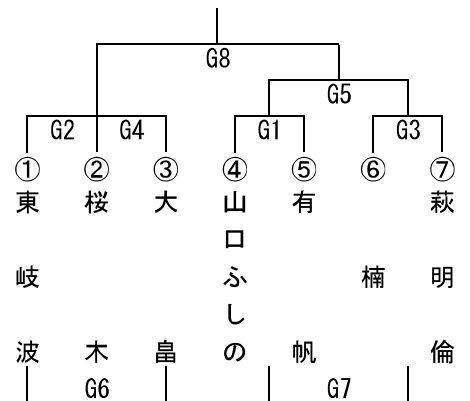 G8
G5
G2 G4 G1 G3
① ② ③ ④ ⑤ ⑥ ⑦
東岐波
桜木
大畠
山口ふしの
有帆
楠
萩明倫
G6 G7